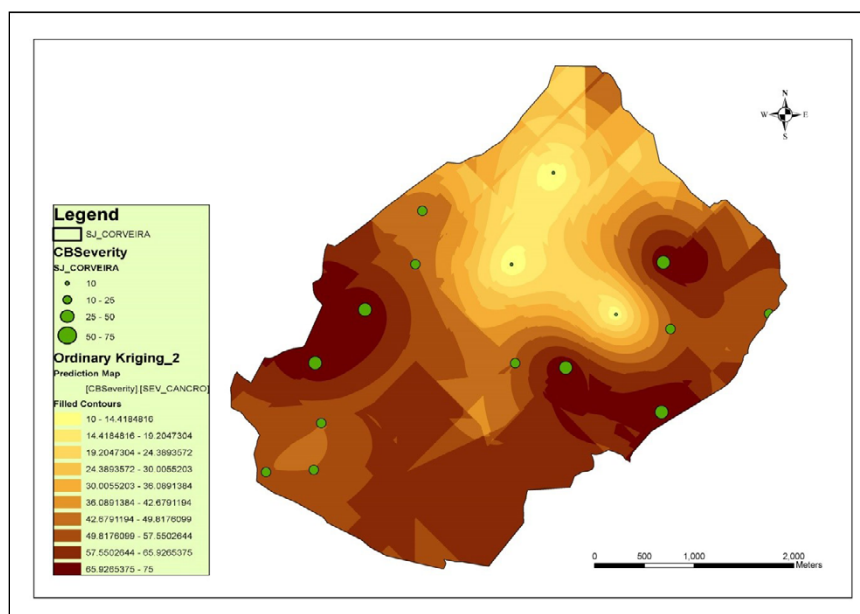 N
W E
S
Legend
SJ_CORVEIRA
CBSeverity
SJ_CORVEIRA
10
10 - 25
25 - 50
50 - 75
Ordinary Kriging_2
Prediction Map
[CBSeverity].[SEV_CANCRO]
Filled Contours
10 - 14.4184816
14.4184816 - 19.2047304
19.2047304 - 24.3893572
24.3893572 - 30.0055203
30.0055203 - 36.0891384
36.0891384 - 42.6791194
42.6791194 - 49.8176099
49.8176099 - 57.5502644
57.5502644 - 65.9265375
65.9265375 - 75
0 500 1,000 2,000
Meters